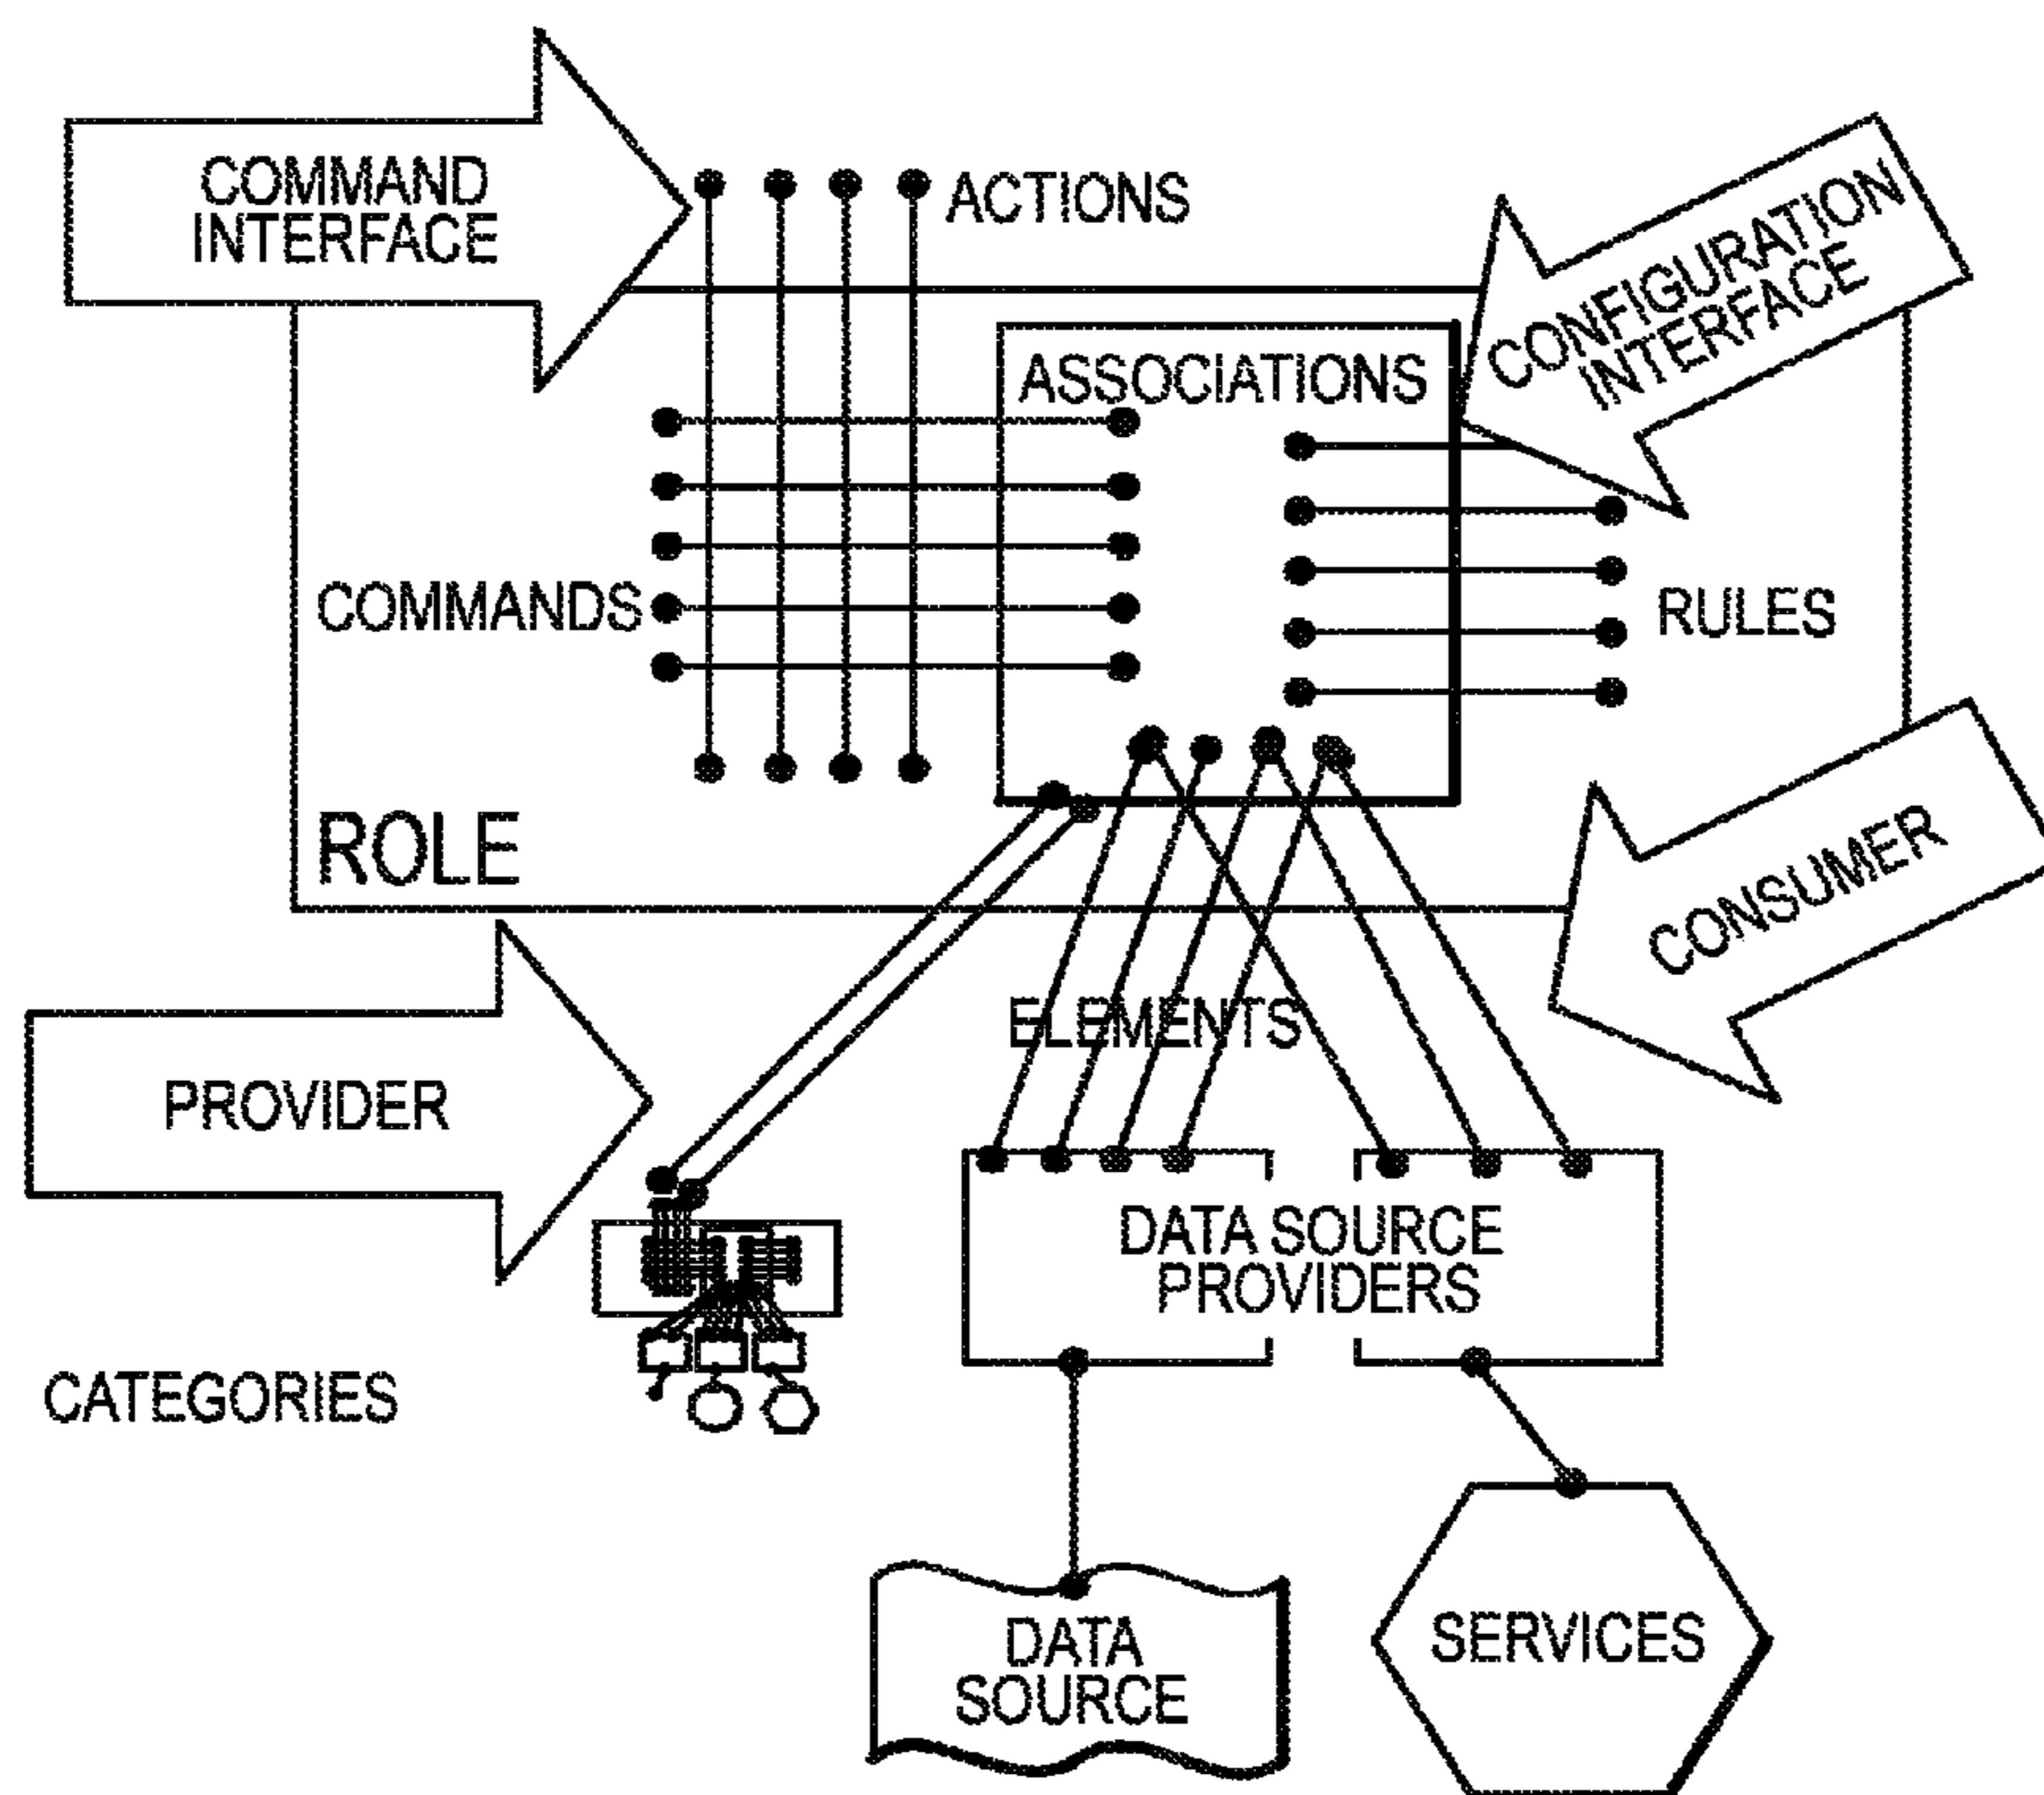 COMMAND
INTERFACE
ACTIONS
CONFIGURATION
INTERFACE
ASSOCIATIONS
COMMANDS
RULES
ROLE
CONSUMER
ELEMENTS
PROVIDER
DATA SOURCE
PROVIDERS
CATEGORIES
DATA
SOURCE
SERVICES